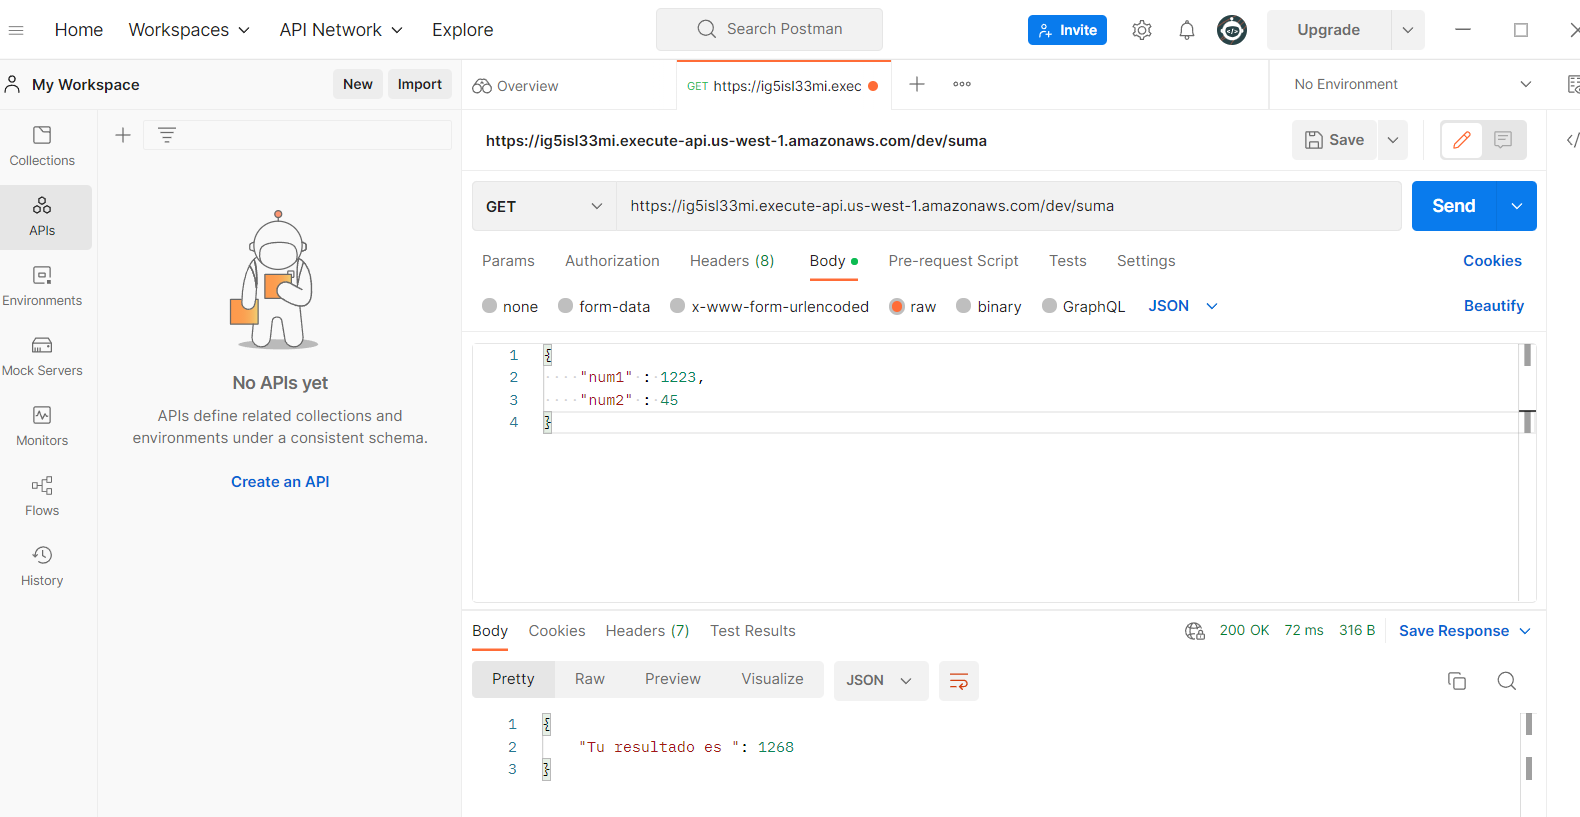 Home Workspaces API Network Explore Search Postman Invite Upgrade
My Workspace New Import Overview GET https://ig5isl33mi.exec No Environment
Collections
APIs
Environments
Mock Servers
Monitors
Flows
History
No APIs yet
APIs define related collections and
environments under a consistent schema.
Create an API
https://ig5isl33mi.execute-api.us-west-1.amazonaws.com/dev/suma Save
GET https://ig5isl33mi.execute-api.us-west-1.amazonaws.com/dev/suma Send
Params Authorization Headers (8) Body Pre-request Script Tests Settings Cookies
none form-data x-www-form-urlencoded raw binary GraphQL JSON Beautify
1 {
2 "num1" : 1223,
3 "num2" : 45
4 }
Body Cookies Headers (7) Test Results 200 OK 72 ms 316 B Save Response
Pretty Raw Preview Visualize JSON
1 {
2 "Tu resultado es ": 1268
3 }